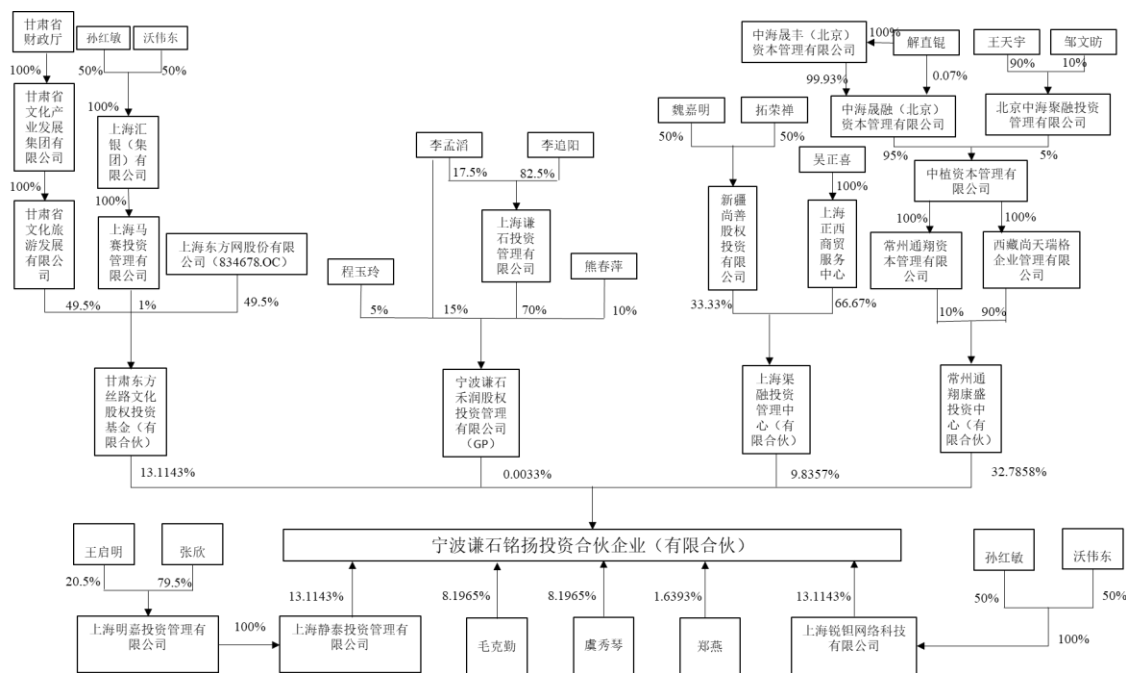 甘肃省
财政厅
孙红敏
沃伟东
中海晟丰（北京）
资本管理有限公司
100%
解直锟
王天宇
邹文昉
100%
50%
50%
99.93%
0.07%
90%
10%
甘肃省
文化产
业发展
集团有
限公司
100%
上海汇
银（集
团）有
限公司
魏嘉明
拓荣禅
中海晟融（北京）
资本管理有限公司
北京中海聚融投资
管理有限公司
李孟滔
李追阳
50%
50%
吴正喜
95%
5%
17.5%
82.5%
100%
中植资本管理有
限公司
100%
100%
甘肃省
文化旅
游发展
有限公
司
上海马
赛投资
管理有
限公司
上海东方网股份有限
公司（834678.OC）
上海谦
石投资
管理有
限公司
新疆
尚善
股权
投资
有限
公司
上海
正西
商贸
服务
中心
100%
100%
常州通翔资
本管理有限
公司
西藏尚天瑞格
企业管理有限
公司
程玉玲
熊春萍
49.5%
1%
49.5%
5%
15%
70%
10%
33.33%
66.67%
10%
90%
甘肃东方
丝路文化
股权投资
基金（有
限合伙）
宁波谦石
禾润股权
投资管理
有限公司
（GP）
上海渠
融投资
管理中
心（有
限合伙）
常州通
翔康盛
投资中
心（有
限合伙）
13.1143%
0.0033%
9.8357%
32.7858%
宁波谦石铭扬投资合伙企业（有限合伙）
王启明
张欣
孙红敏
沃伟东
20.5%
79.5%
13.1143%
8.1965%
8.1965%
1.6393%
13.1143%
50%
50%
上海明嘉投资管理有
限公司
100%
上海静泰投资管理有限
公司
毛克勤
虞秀琴
郑燕
上海锐钽网络科技
有限公司
100%